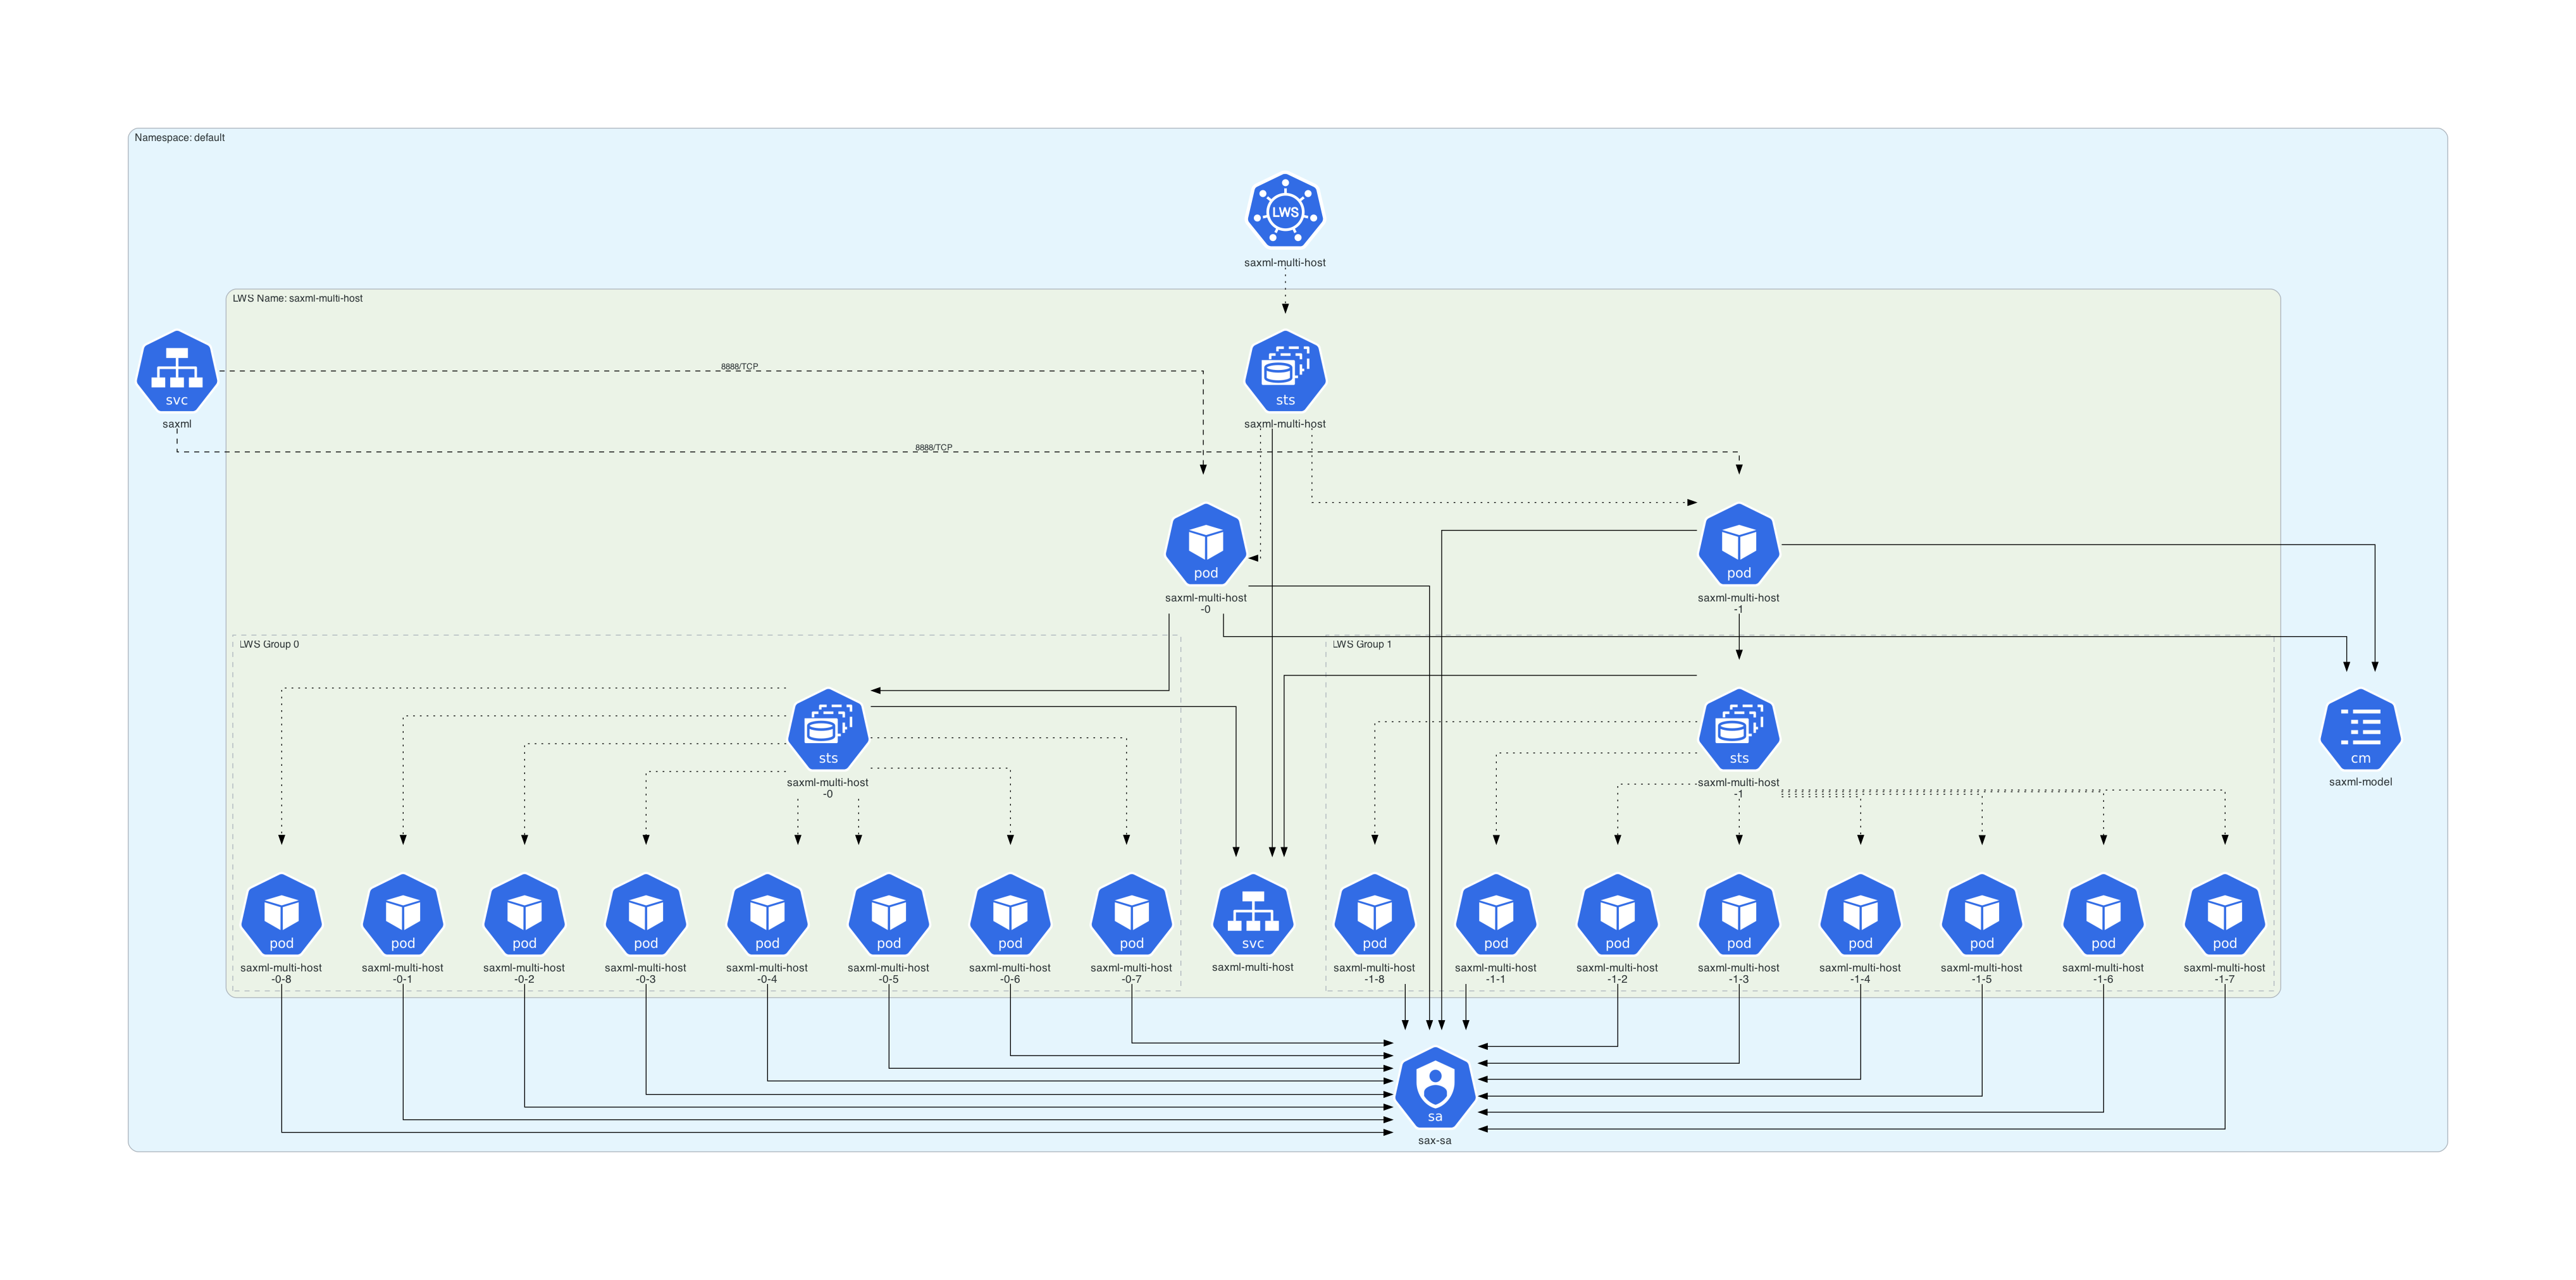 Namespace: default
LWS
saxml-multi-host
LWS Name: saxml-multi-host
svc
saxml
8888/TCP
sts
saxml-multi-host
8888/TCP
pod
saxml-multi-host
-0
pod
saxml-multi-host
-1
LWS Group 0
LWS Group 1
sts
saxml-multi-host
-0
sts
saxml-multi-host
-1
cm
saxml-model
pod
saxml-multi-host
-0-8
pod
saxml-multi-host
-0-1
pod
saxml-multi-host
-0-2
pod
saxml-multi-host
-0-3
pod
saxml-multi-host
-0-4
pod
saxml-multi-host
-0-5
pod
saxml-multi-host
-0-6
pod
saxml-multi-host
-0-7
svc
saxml-multi-host
pod
saxml-multi-host
-1-8
pod
saxml-multi-host
-1-1
pod
saxml-multi-host
-1-2
pod
saxml-multi-host
-1-3
pod
saxml-multi-host
-1-4
pod
saxml-multi-host
-1-5
pod
saxml-multi-host
-1-6
pod
saxml-multi-host
-1-7
sa
sax-sa